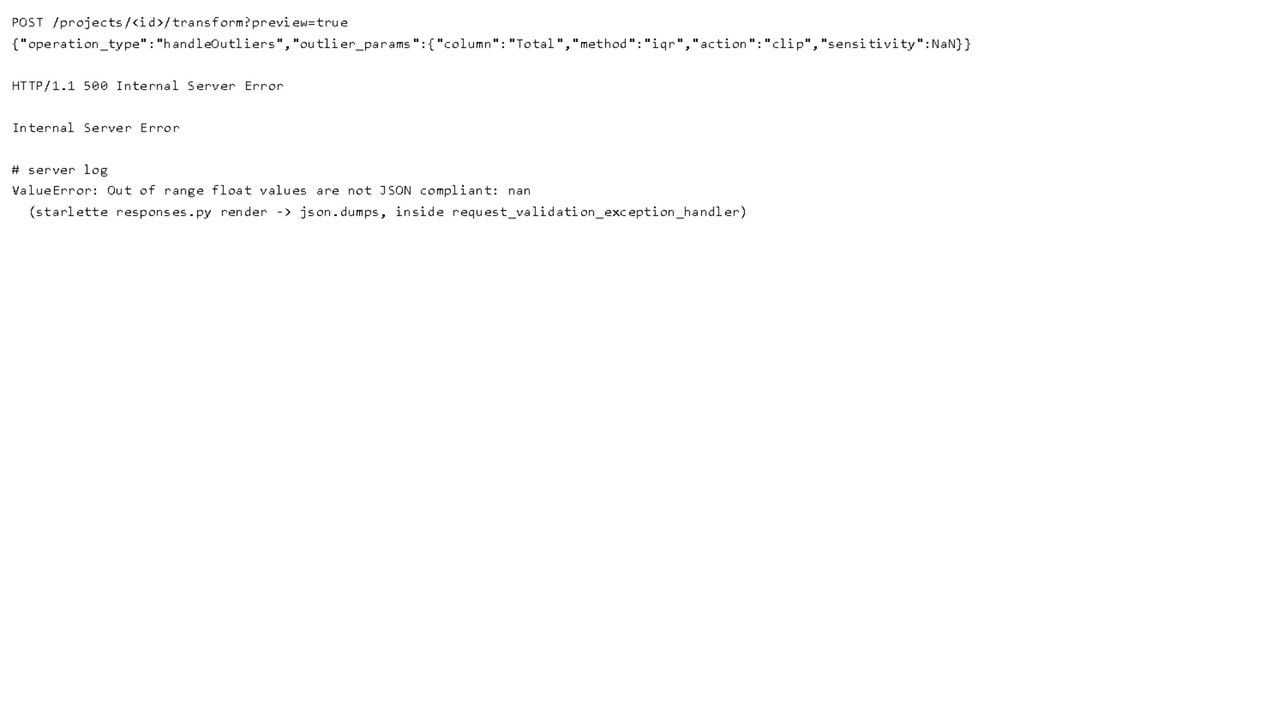 POST /projects/<id>/transform?preview=true
{"operation_type":"handleOutliers","outlier_params":{"column":"Total","method":"iqr","action":"clip","sensitivity":NaN}}
HTTP/1.1 500 Internal Server Error
Internal Server Error
# server log
ValueError: Out of range float values are not JSON compliant: nan
(starlette responses.py render -> json.dumps, inside request_validation_exception_handler)